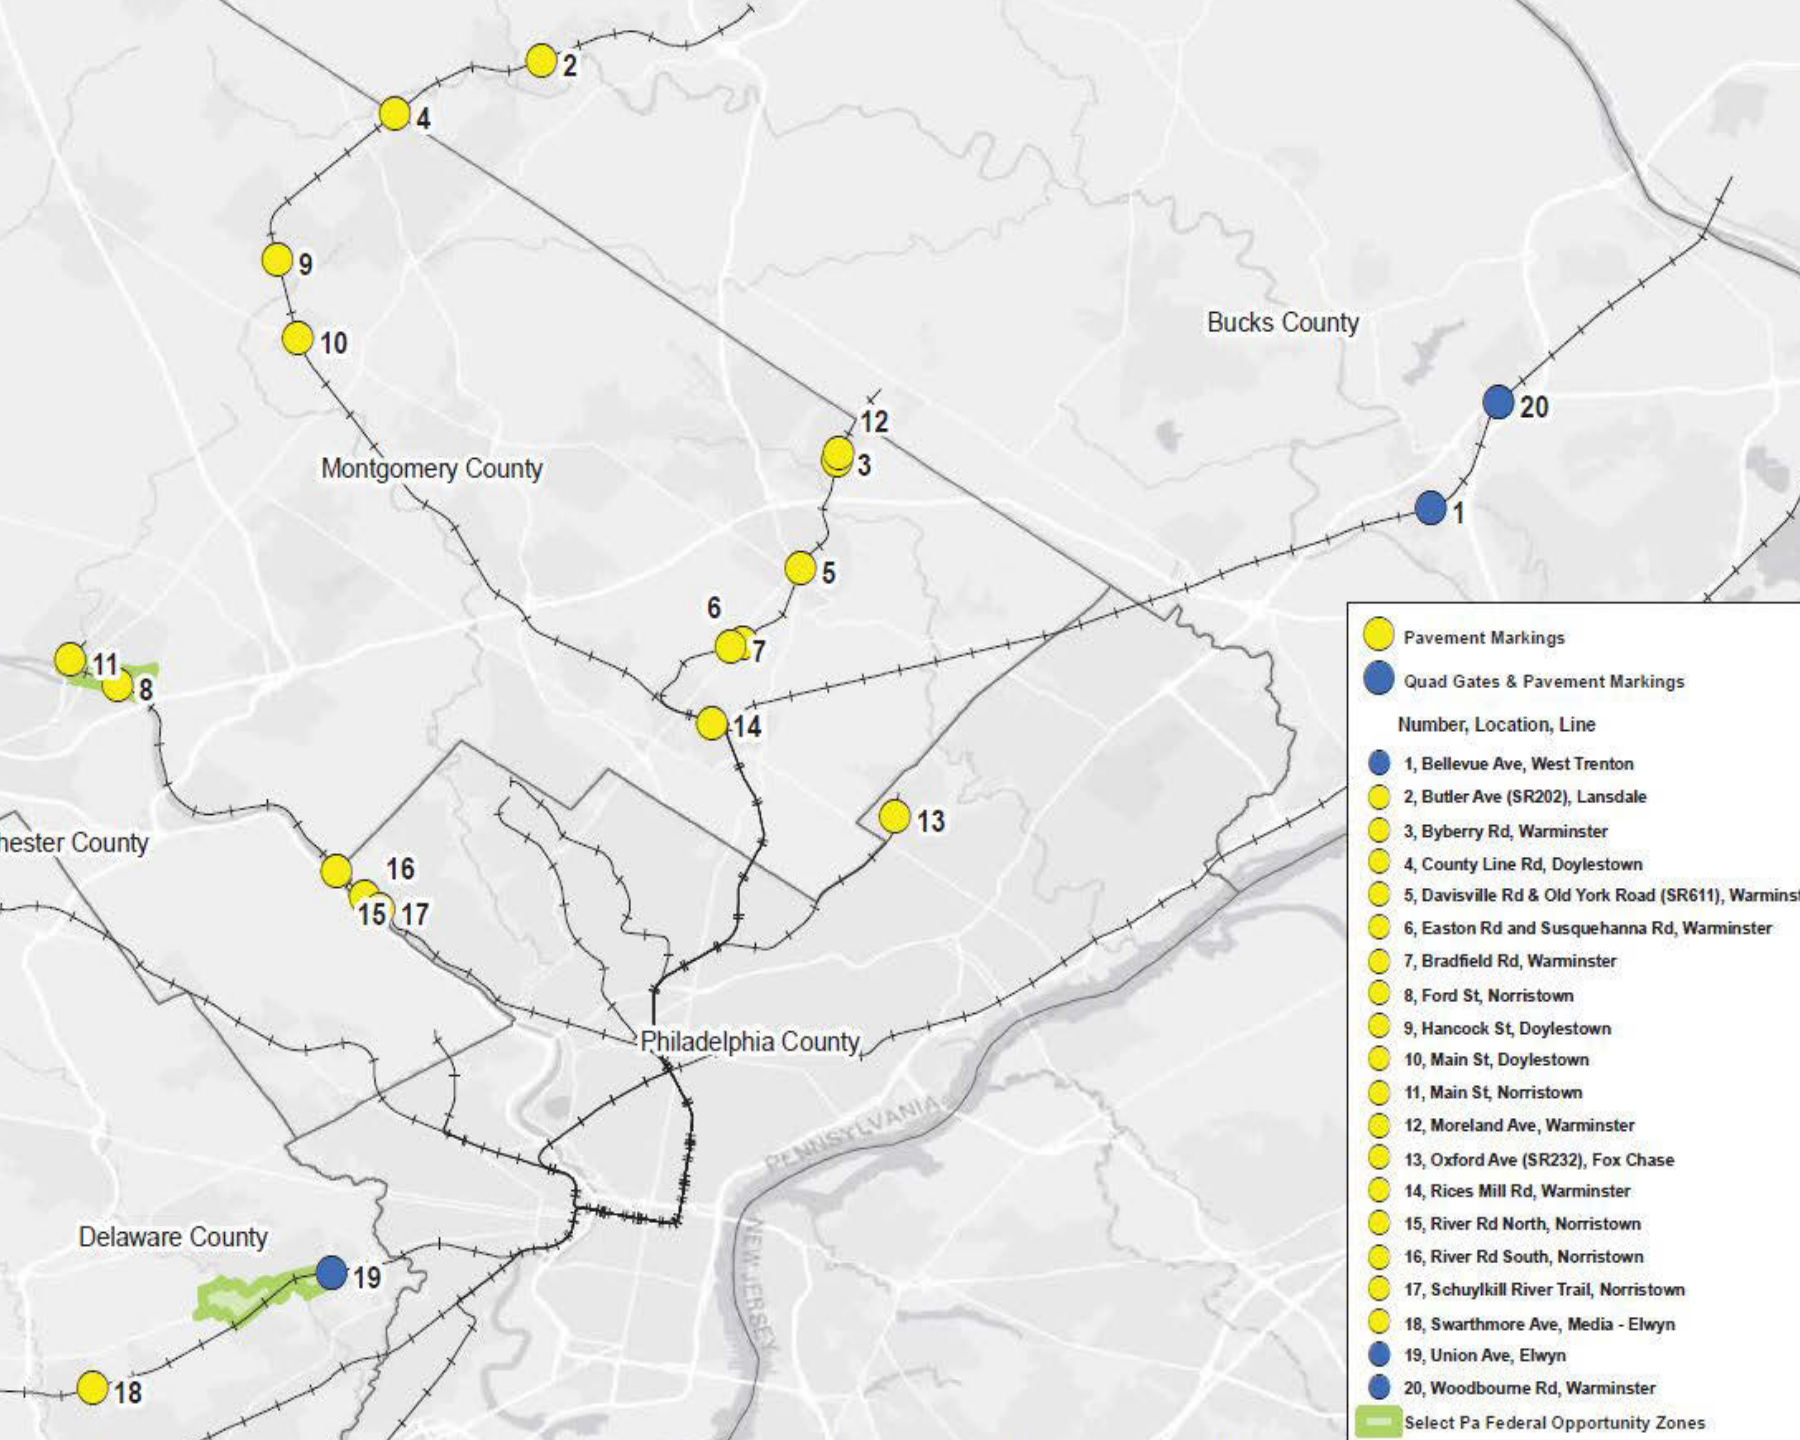 2
4
9
10
Bucks County
12
20
Montgomery County
3
1
5
6
7
11
8
14
Pavement Markings
Quad Gates & Pavement Markings
Number, Location, Line
1, Bellevue Ave, West Trenton
2, Butler Ave (SR202), Lansdale
3, Byberry Rd, Warminster
4, County Line Rd, Doylestown
5, Davisville Rd & Old York Road (SR611), Warminst
6, Easton Rd and Susquehanna Rd, Warminster
7, Bradfield Rd, Warminster
8, Ford St, Norristown
9, Hancock St, Doylestown
10, Main St, Doylestown
11, Main St, Norristown
12, Moreland Ave, Warminster
13, Oxford Ave (SR232), Fox Chase
14, Rices Mill Rd, Warminster
15, River Rd North, Norristown
16, River Rd South, Norristown
17, Schuylkill River Trail, Norristown
18, Swarthmore Ave, Media - Elwyn
19, Union Ave, Elwyn
20, Woodbourne Rd, Warminster
Select Pa Federal Opportunity Zones
13
hester County
16
15
17
Philadelphia County
PENNSYLVANIA
NEW JERSEY
Delaware County
19
18